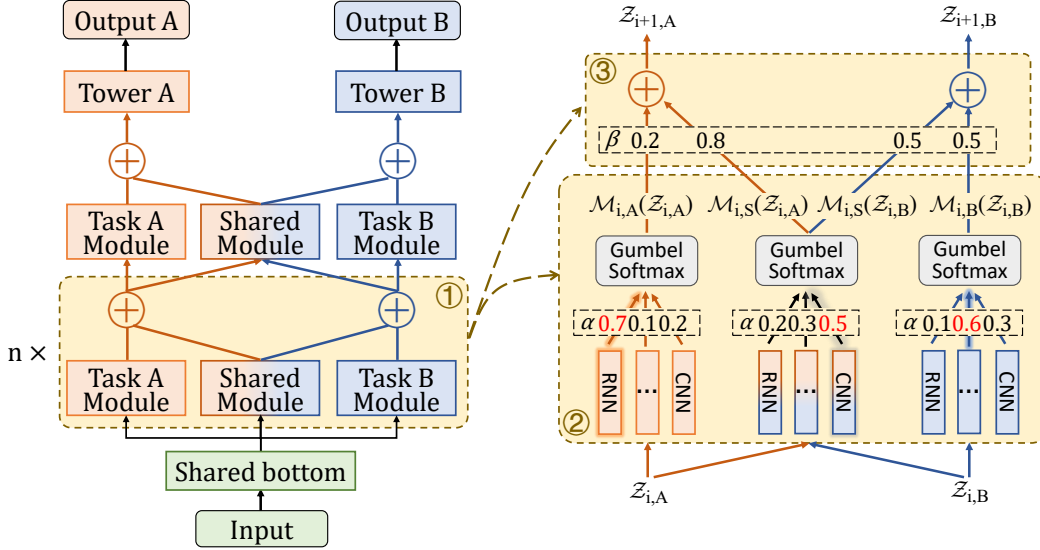 Output A
Output B
Tower A
Tower B
Task A
Module
Shared
Module
Task B
Module
①
n ×
Task A
Module
Shared
Module
Task B
Module
Shared bottom
Input
𝒵i+1,A
𝒵i+1,B
③
β 0.2 0.8 0.5 0.5
ℳi,A(𝒵i,A) ℳi,S(𝒵i,A) ℳi,S(𝒵i,B) ℳi,B(𝒵i,B)
Gumbel
Softmax
Gumbel
Softmax
Gumbel
Softmax
α 0.7 0.1 0.2
α 0.2 0.3 0.5
α 0.1 0.6 0.3
RNN ... CNN
RNN ... CNN
RNN ... CNN
②
𝒵i,A
𝒵i,B